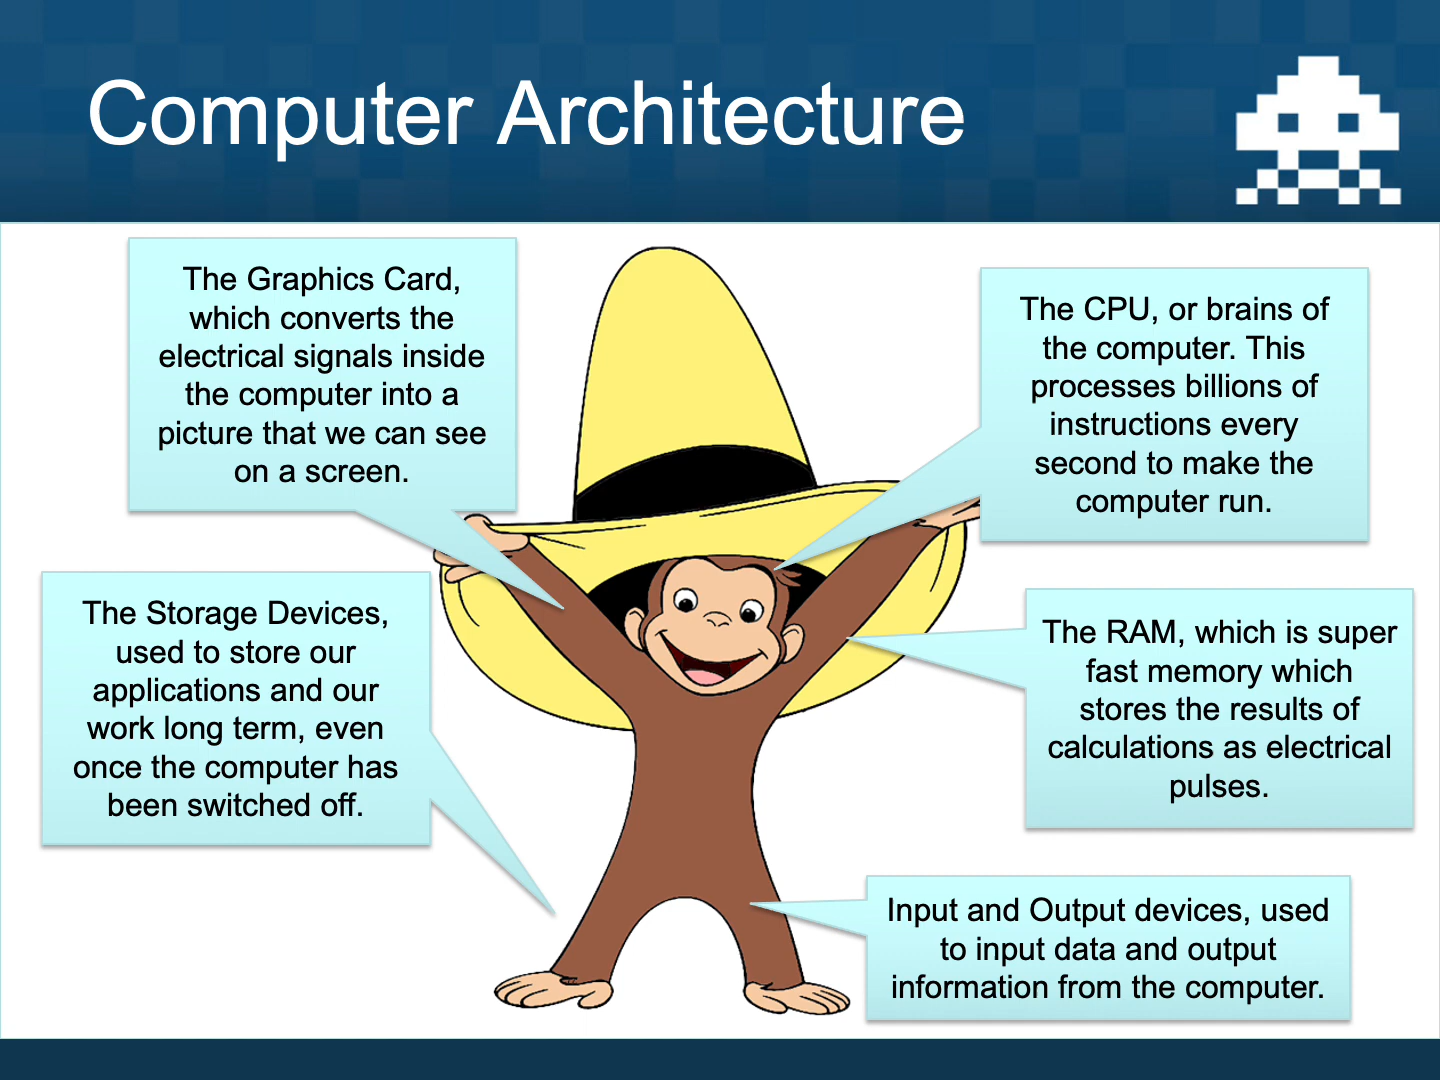 Computer Architecture
The Graphics Card,
which converts the
electrical signals inside
the computer into a
picture that we can see
on a screen.
The CPU, or brains of
the computer. This
processes billions of
instructions every
second to make the
computer run.
The Storage Devices,
used to store our
applications and our
work long term, even
once the computer has
been switched off.
The RAM, which is super
fast memory which
stores the results of
calculations as electrical
pulses.
Input and Output devices, used
to input data and output
information from the computer.